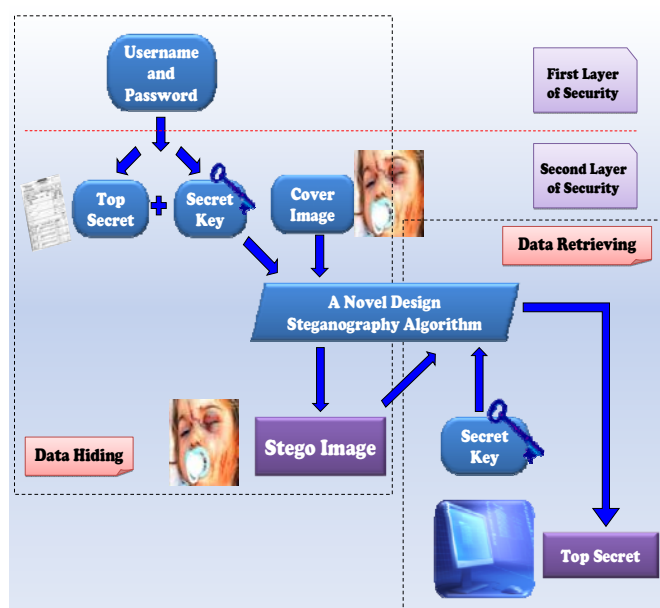 Username
and
Password
First Layer
of Security
Second Layer
of Security
Top
Secret
+
Secret
Key
Cover
Image
Data Retrieving
A Novel Design
Steganography Algorithm
Data Hiding
Stego Image
Secret
Key
Top Secret